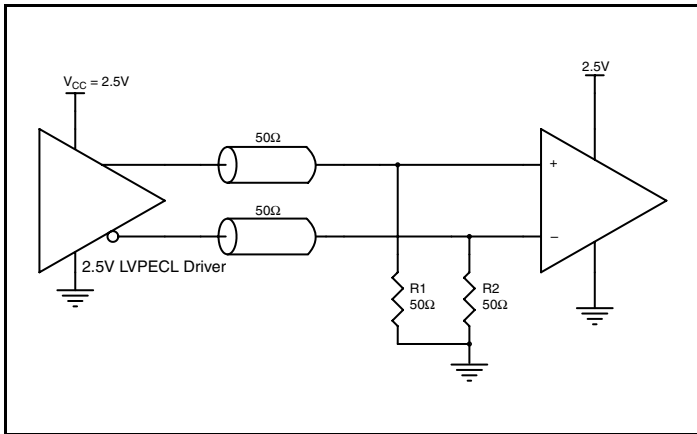 V_CC = 2.5V
2.5V
50Ω
50Ω
+
–
2.5V LVPECL Driver
R1
50Ω
R2
50Ω